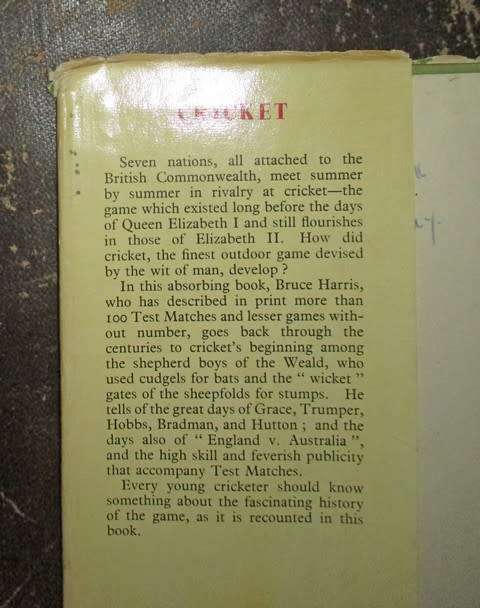 CRICKET
Seven nations, all attached to the
British Commonwealth, meet summer
by summer in rivalry at cricket—the
game which existed long before the days
of Queen Elizabeth I and still flourishes
in those of Elizabeth II. How did
cricket, the finest outdoor game devised
by the wit of man, develop ?
In this absorbing book, Bruce Harris,
who has described in print more than
100 Test Matches and lesser games with-
out number, goes back through the
centuries to cricket's beginning among
the shepherd boys of the Weald, who
used cudgels for bats and the “ wicket ”
gates of the sheepfolds for stumps. He
tells of the great days of Grace, Trumper,
Hobbs, Bradman, and Hutton ; and the
days also of “ England v. Australia ”,
and the high skill and feverish publicity
that accompany Test Matches.
Every young cricketer should know
something about the fascinating history
of the game, as it is recounted in this
book.